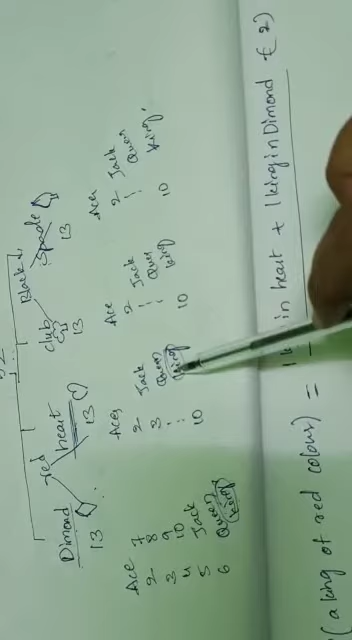 52
red Black
Dimond heart club Spade
13 13 13 13
Ace 7 Aces Jack Ace Jack Ace Jack
2 8 2 Queen 2 Queen 2 Queen
3 9 3 King : King : King
4 10 : 10 10
5 Jack 10
6 Queen
King
(a king of red colour) = 1 k in heart + 1 king in Dimond (2)